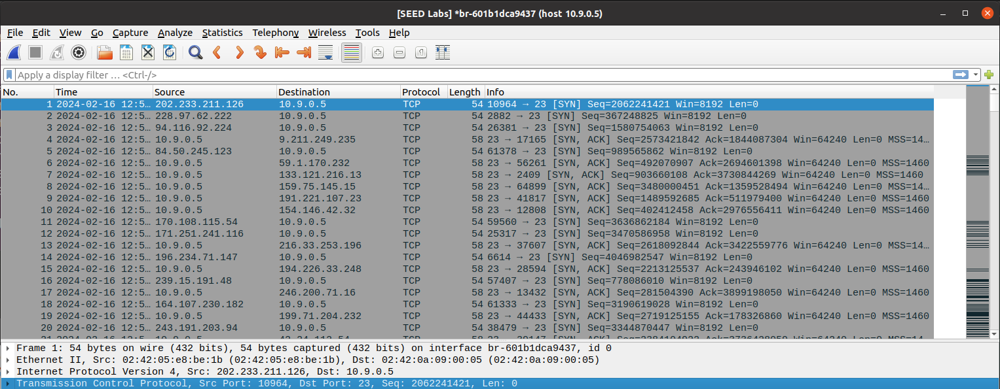 [SEED Labs] *br-601b1dca9437 (host 10.9.0.5)
File Edit View Go Capture Analyze Statistics Telephony Wireless Tools Help
Apply a display filter … <Ctrl-/>
No. Time Source Destination Protocol Length Info
1 2024-02-16 12:5… 202.233.211.126 10.9.0.5 TCP 54 10964 → 23 [SYN] Seq=2062241421 Win=8192 Len=0
2 2024-02-16 12:5… 228.97.62.222 10.9.0.5 TCP 54 2882 → 23 [SYN] Seq=367248825 Win=8192 Len=0
3 2024-02-16 12:5… 94.116.92.224 10.9.0.5 TCP 54 26381 → 23 [SYN] Seq=1580754063 Win=8192 Len=0
4 2024-02-16 12:5… 10.9.0.5 9.211.249.235 TCP 58 23 → 17165 [SYN, ACK] Seq=2573421842 Ack=1844087304 Win=64240 Len=0 MSS=14…
5 2024-02-16 12:5… 84.50.245.123 10.9.0.5 TCP 54 61378 → 23 [SYN] Seq=989565862 Win=8192 Len=0
6 2024-02-16 12:5… 10.9.0.5 59.1.170.232 TCP 58 23 → 56261 [SYN, ACK] Seq=492070907 Ack=2694601398 Win=64240 Len=0 MSS=1460
7 2024-02-16 12:5… 10.9.0.5 133.121.216.13 TCP 58 23 → 2409 [SYN, ACK] Seq=903660108 Ack=3730844269 Win=64240 Len=0 MSS=1460
8 2024-02-16 12:5… 10.9.0.5 159.75.145.15 TCP 58 23 → 64899 [SYN, ACK] Seq=3480000451 Ack=1359528494 Win=64240 Len=0 MSS=14…
9 2024-02-16 12:5… 10.9.0.5 191.221.107.23 TCP 58 23 → 41817 [SYN, ACK] Seq=1489592685 Ack=511979400 Win=64240 Len=0 MSS=1460
10 2024-02-16 12:5… 10.9.0.5 154.146.42.32 TCP 58 23 → 12808 [SYN, ACK] Seq=402412458 Ack=2976556411 Win=64240 Len=0 MSS=1460
11 2024-02-16 12:5… 170.108.115.54 10.9.0.5 TCP 54 59560 → 23 [SYN] Seq=3636862184 Win=8192 Len=0
12 2024-02-16 12:5… 171.251.241.116 10.9.0.5 TCP 54 25317 → 23 [SYN] Seq=3470586958 Win=8192 Len=0
13 2024-02-16 12:5… 10.9.0.5 216.33.253.196 TCP 58 23 → 37607 [SYN, ACK] Seq=2618092844 Ack=3422559776 Win=64240 Len=0 MSS=14…
14 2024-02-16 12:5… 196.234.71.147 10.9.0.5 TCP 54 6614 → 23 [SYN] Seq=4046982547 Win=8192 Len=0
15 2024-02-16 12:5… 10.9.0.5 194.226.33.248 TCP 58 23 → 28594 [SYN, ACK] Seq=2213125537 Ack=243946102 Win=64240 Len=0 MSS=1460
16 2024-02-16 12:5… 239.15.191.48 10.9.0.5 TCP 54 57407 → 23 [SYN] Seq=778086010 Win=8192 Len=0
17 2024-02-16 12:5… 10.9.0.5 246.200.71.16 TCP 58 23 → 13432 [SYN, ACK] Seq=281504390 Ack=3899198050 Win=64240 Len=0 MSS=1460
18 2024-02-16 12:5… 164.107.230.182 10.9.0.5 TCP 54 61333 → 23 [SYN] Seq=3190619028 Win=8192 Len=0
19 2024-02-16 12:5… 10.9.0.5 199.71.204.232 TCP 58 23 → 44433 [SYN, ACK] Seq=2719125155 Ack=178326860 Win=64240 Len=0 MSS=1460
20 2024-02-16 12:5… 243.191.203.94 10.9.0.5 TCP 54 38479 → 23 [SYN] Seq=3344870447 Win=8192 Len=0
Frame 1: 54 bytes on wire (432 bits), 54 bytes captured (432 bits) on interface br-601b1dca9437, id 0
Ethernet II, Src: 02:42:05:e8:be:1b (02:42:05:e8:be:1b), Dst: 02:42:0a:09:00:05 (02:42:0a:09:00:05)
Internet Protocol Version 4, Src: 202.233.211.126, Dst: 10.9.0.5
Transmission Control Protocol, Src Port: 10964, Dst Port: 23, Seq: 2062241421, Len: 0